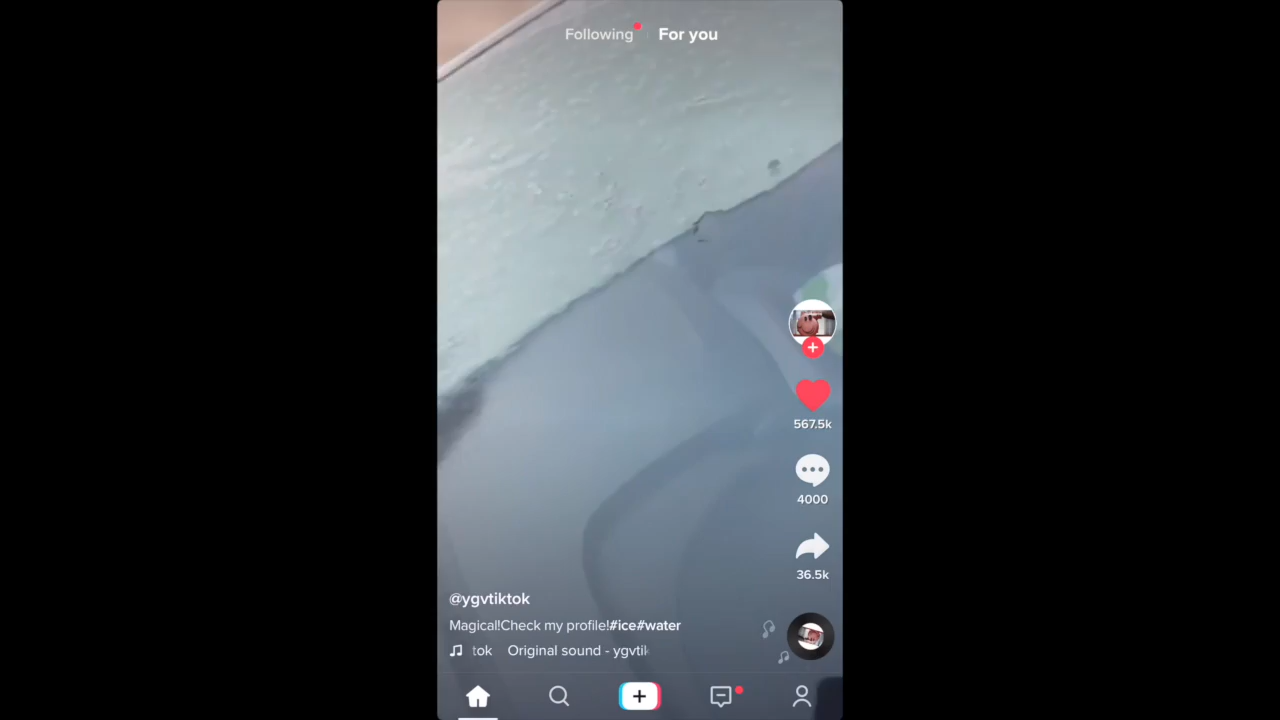 Following For you
567.5k
4000
36.5k
@ygvtiktok
Magical!Check my profile!#ice#water
tok Original sound - ygvtik